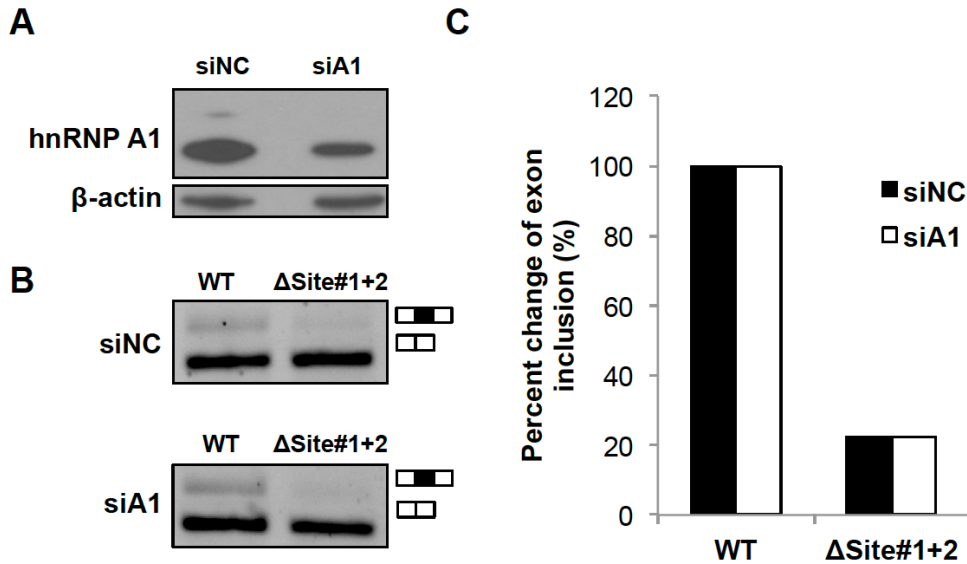 A
siNC siA1
hnRNP A1
β-actin
B
WT ΔSite#1+2
siNC
WT ΔSite#1+2
siA1
C
Percent change of exon
inclusion (%)
120
100
80
60
40
20
0
WT ΔSite#1+2
siNC
siA1